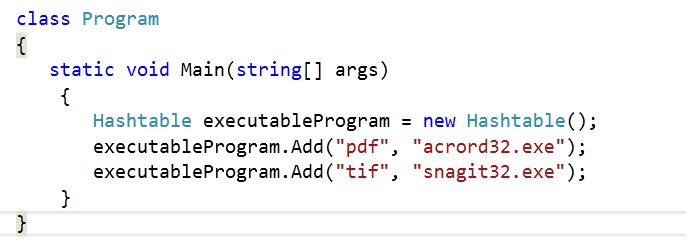 class Program
{
static void Main(string[] args)
{
Hashtable executableProgram = new Hashtable();
executableProgram.Add("pdf", "acrord32.exe");
executableProgram.Add("tif", "snagit32.exe");
}
}